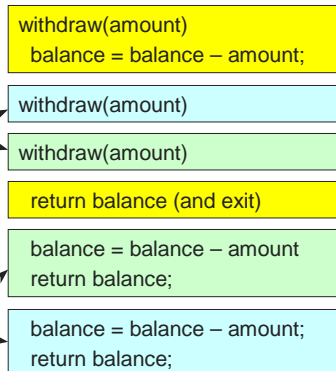 withdraw(amount)
balance = balance – amount;
withdraw(amount)
withdraw(amount)
return balance (and exit)
balance = balance – amount
return balance;
balance = balance – amount;
return balance;